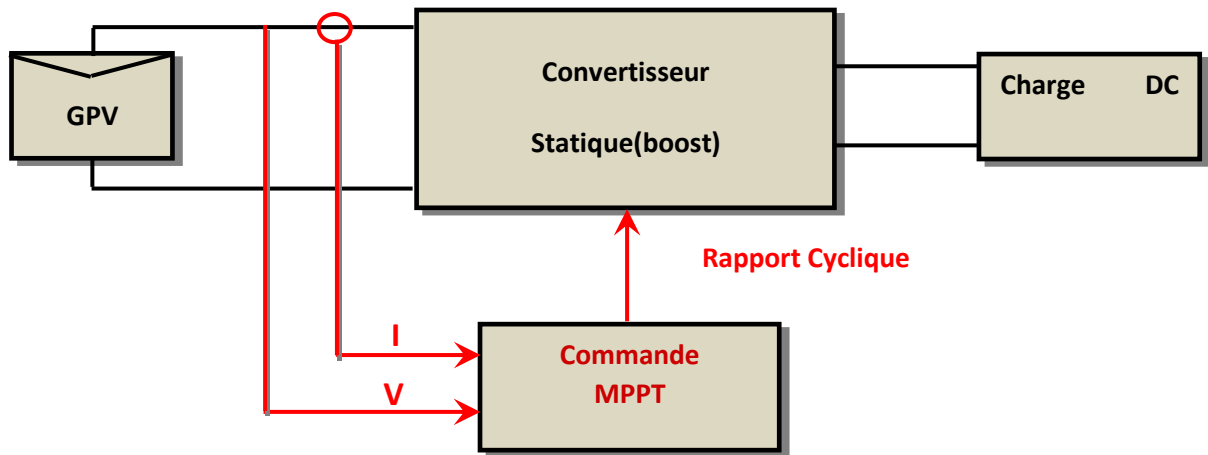 GPV
Convertisseur
Statique(boost)
Charge DC
Rapport Cyclique
I
V
Commande
MPPT